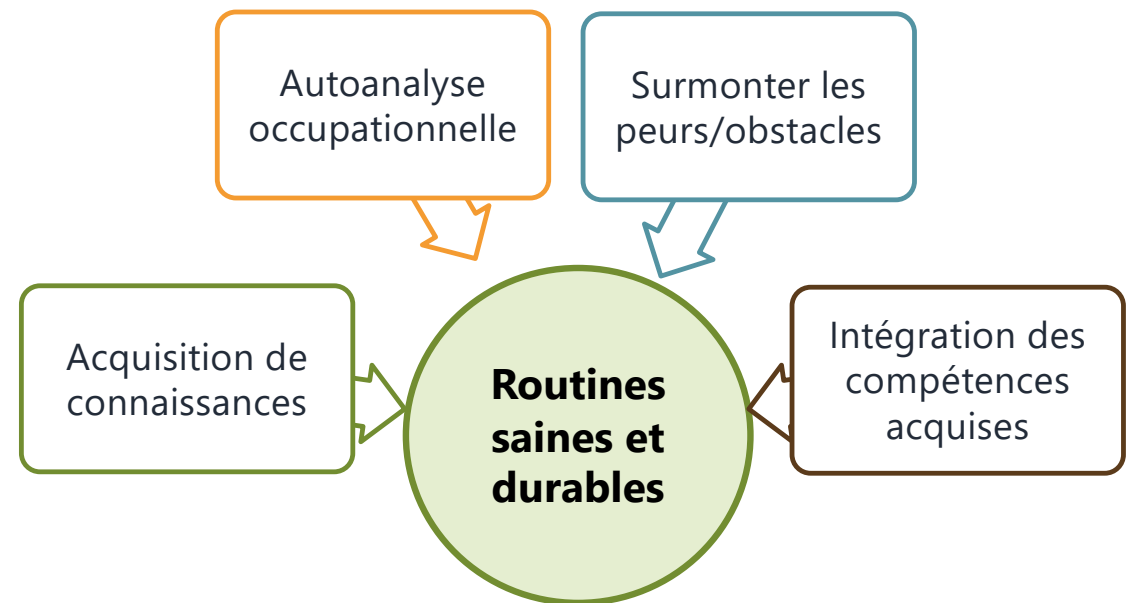 Autoanalyse
occupationnelle
Surmonter les
peurs/obstacles
Acquisition de
connaissances
Routines
saines et
durables
Intégration des
compétences
acquises